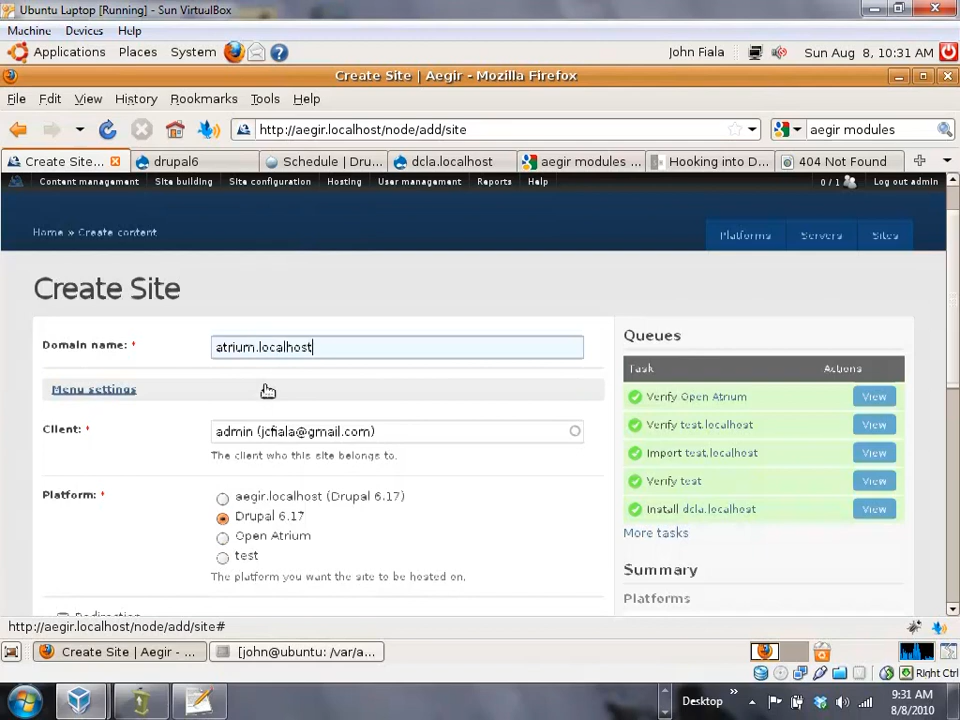 Ubuntu Laptop [Running] - Sun VirtualBox
Machine Devices Help
Applications Places System John Fiala Sun Aug 8, 10:31 AM
Create Site | Aegir - Mozilla Firefox
File Edit View History Bookmarks Tools Help
http://aegir.localhost/node/add/site aegir modules
Create Site... drupal6 Schedule | Dru... dcla.localhost aegir modules ... Hooking into D... 404 Not Found
Content management Site building Site configuration Hosting User management Reports Help 0 / 1 Log out admin
Home » Create content Platforms Servers Sites
Create Site
Domain name: * atrium.localhost
Menu settings
Client: * admin (jcfiala@gmail.com)
The client who this site belongs to.
Platform: *
aegir.localhost (Drupal 6.17)
Drupal 6.17
Open Atrium
test
The platform you want the site to be hosted on.
Redirection
Queues
Task Actions
Verify Open Atrium View
Verify test.localhost View
Import test.localhost View
Verify test View
Install dcla.localhost View
More tasks
Summary
Platforms
http://aegir.localhost/node/add/site#
Create Site | Aegir - ... [john@ubuntu: /var/a...
Right Ctrl
Desktop 9:31 AM
8/8/2010